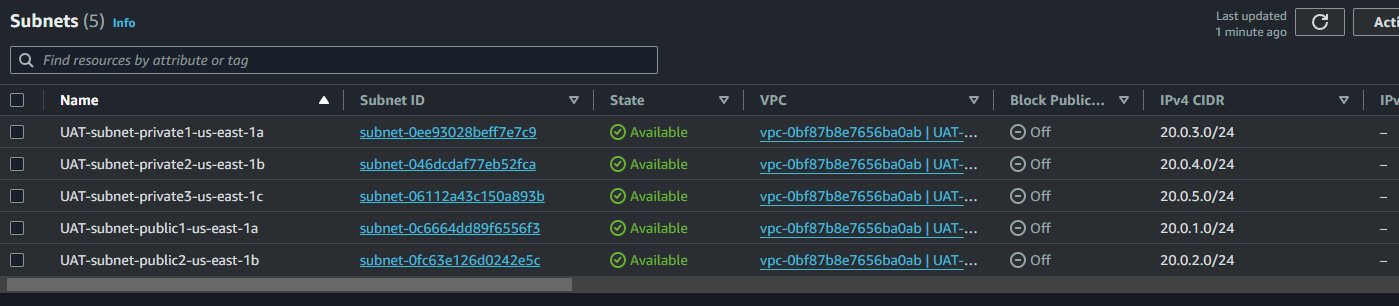 Subnets (5) Info
Last updated
1 minute ago
Acti
Find resources by attribute or tag
Name Subnet ID State VPC Block Public... IPv4 CIDR IPv
UAT-subnet-private1-us-east-1a subnet-0ee93028beff7e7c9 Available vpc-0bf87b8e7656ba0ab | UAT-... Off 20.0.3.0/24 –
UAT-subnet-private2-us-east-1b subnet-046dcdaf77eb52fca Available vpc-0bf87b8e7656ba0ab | UAT-... Off 20.0.4.0/24 –
UAT-subnet-private3-us-east-1c subnet-06112a43c150a893b Available vpc-0bf87b8e7656ba0ab | UAT-... Off 20.0.5.0/24 –
UAT-subnet-public1-us-east-1a subnet-0c6664dd89f6556f3 Available vpc-0bf87b8e7656ba0ab | UAT-... Off 20.0.1.0/24 –
UAT-subnet-public2-us-east-1b subnet-0fc63e126d0242e5c Available vpc-0bf87b8e7656ba0ab | UAT-... Off 20.0.2.0/24 –